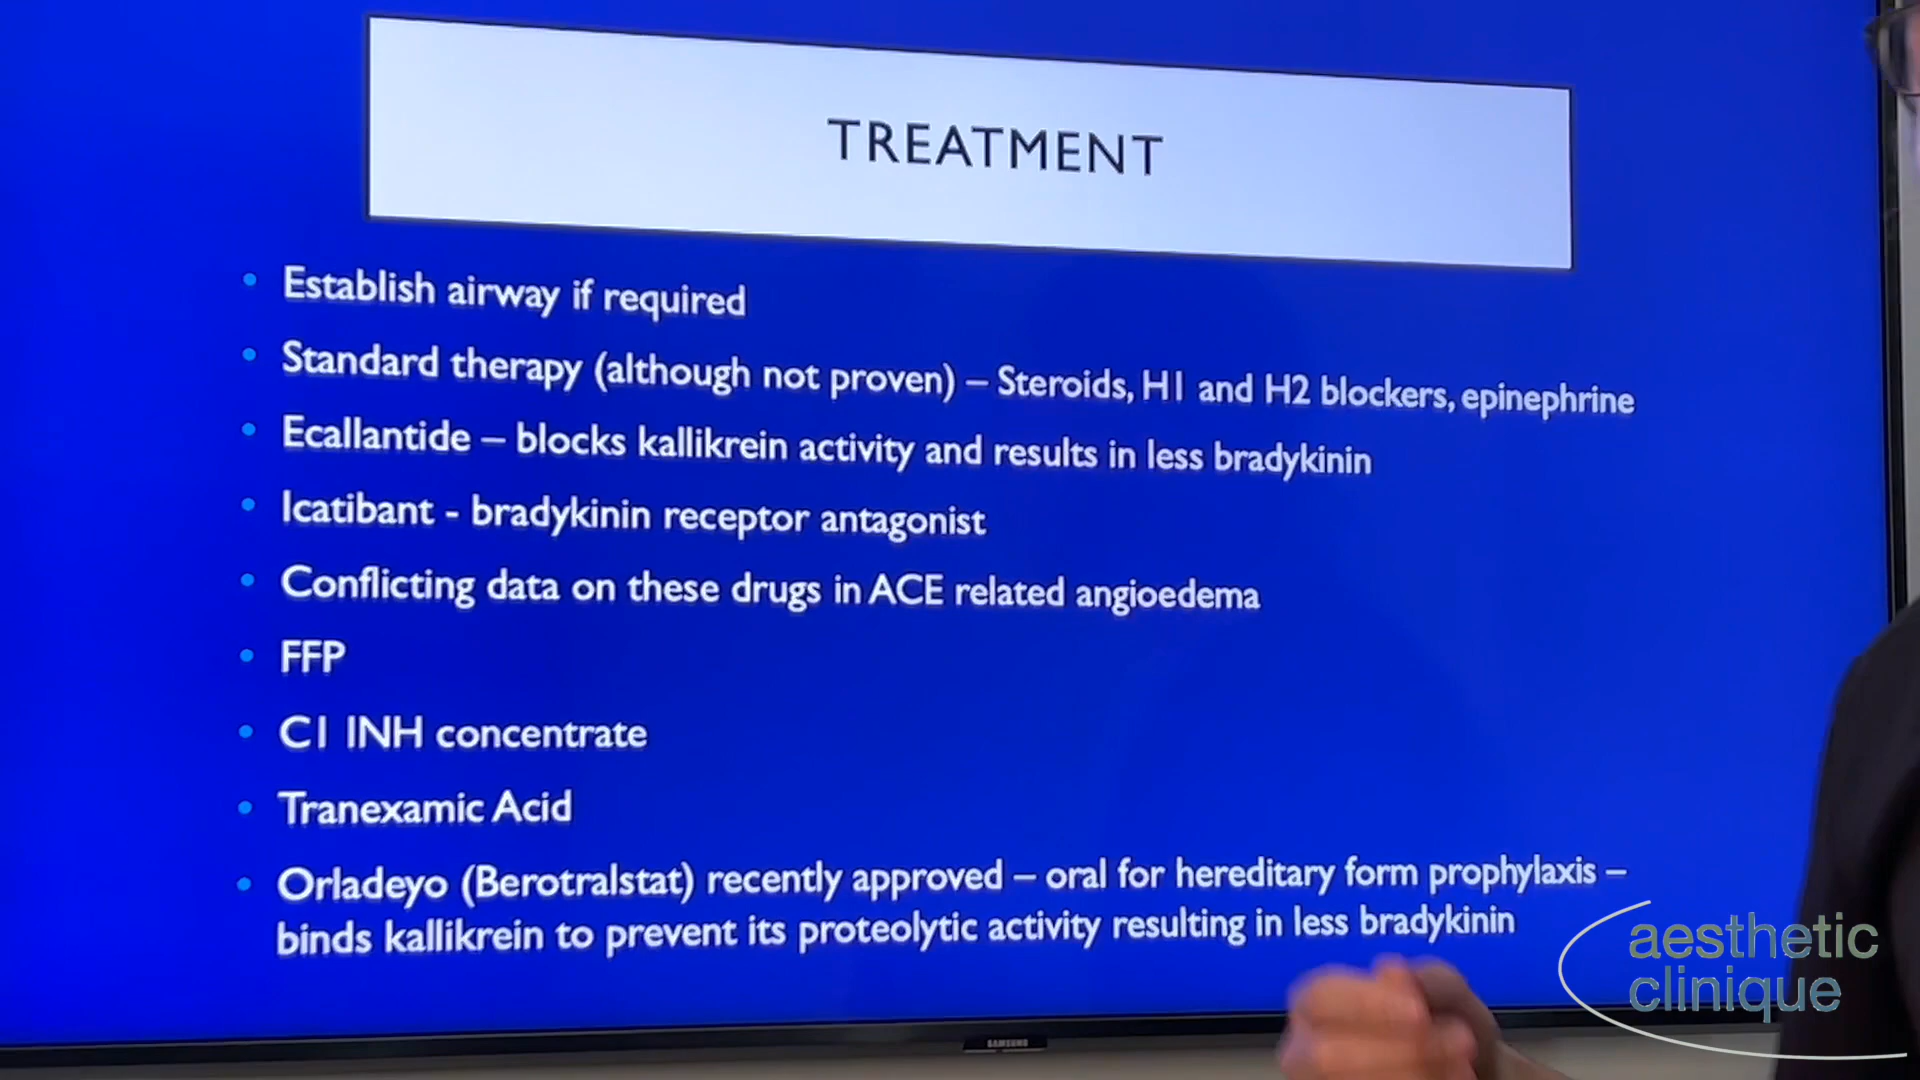 TREATMENT
• Establish airway if required
• Standard therapy (although not proven) – Steroids, H1 and H2 blockers, epinephrine
• Ecallantide – blocks kallikrein activity and results in less bradykinin
• Icatibant - bradykinin receptor antagonist
• Conflicting data on these drugs in ACE related angioedema
• FFP
• C1 INH concentrate
• Tranexamic Acid
• Orladeyo (Berotralstat) recently approved – oral for hereditary form prophylaxis –
binds kallikrein to prevent its proteolytic activity resulting in less bradykinin
aesthetic
clinique
SAMSUNG